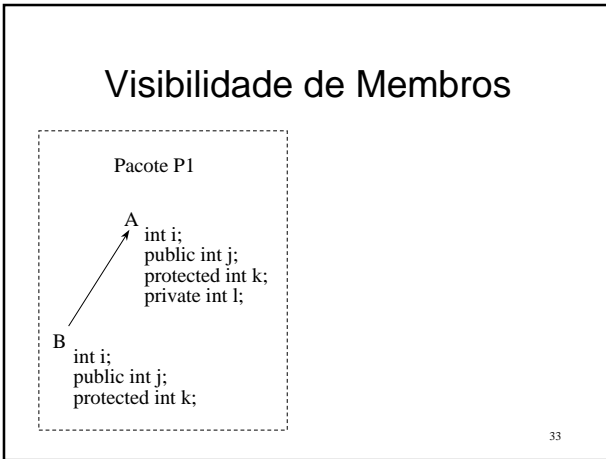 Visibilidade de Membros
Pacote P1
A
int i;
public int j;
protected int k;
private int l;
B
int i;
public int j;
protected int k;
33